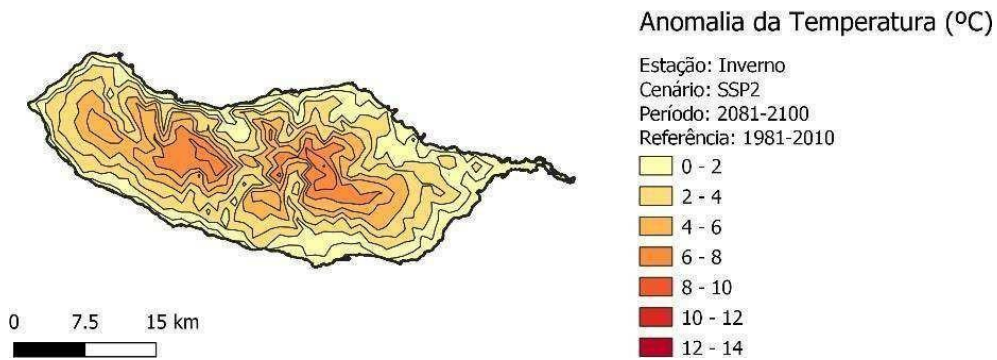 Anomalia da Temperatura (ºC)
Estação: Inverno
Cenário: SSP2
Período: 2081-2100
Referência: 1981-2010
0 - 2
2 - 4
4 - 6
6 - 8
8 - 10
10 - 12
12 - 14
0 7.5 15 km